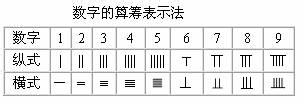 数字的算筹表示法
数字 1 2 3 4 5 6 7 8 9
纵式 𝍩 𝍪 𝍫 𝍬 𝍭 𝍮 𝍯 𝍰 𝍱
横式 𝍠 𝍡 𝍢 𝍣 𝍤 𝍥 𝍦 𝍧 𝍨